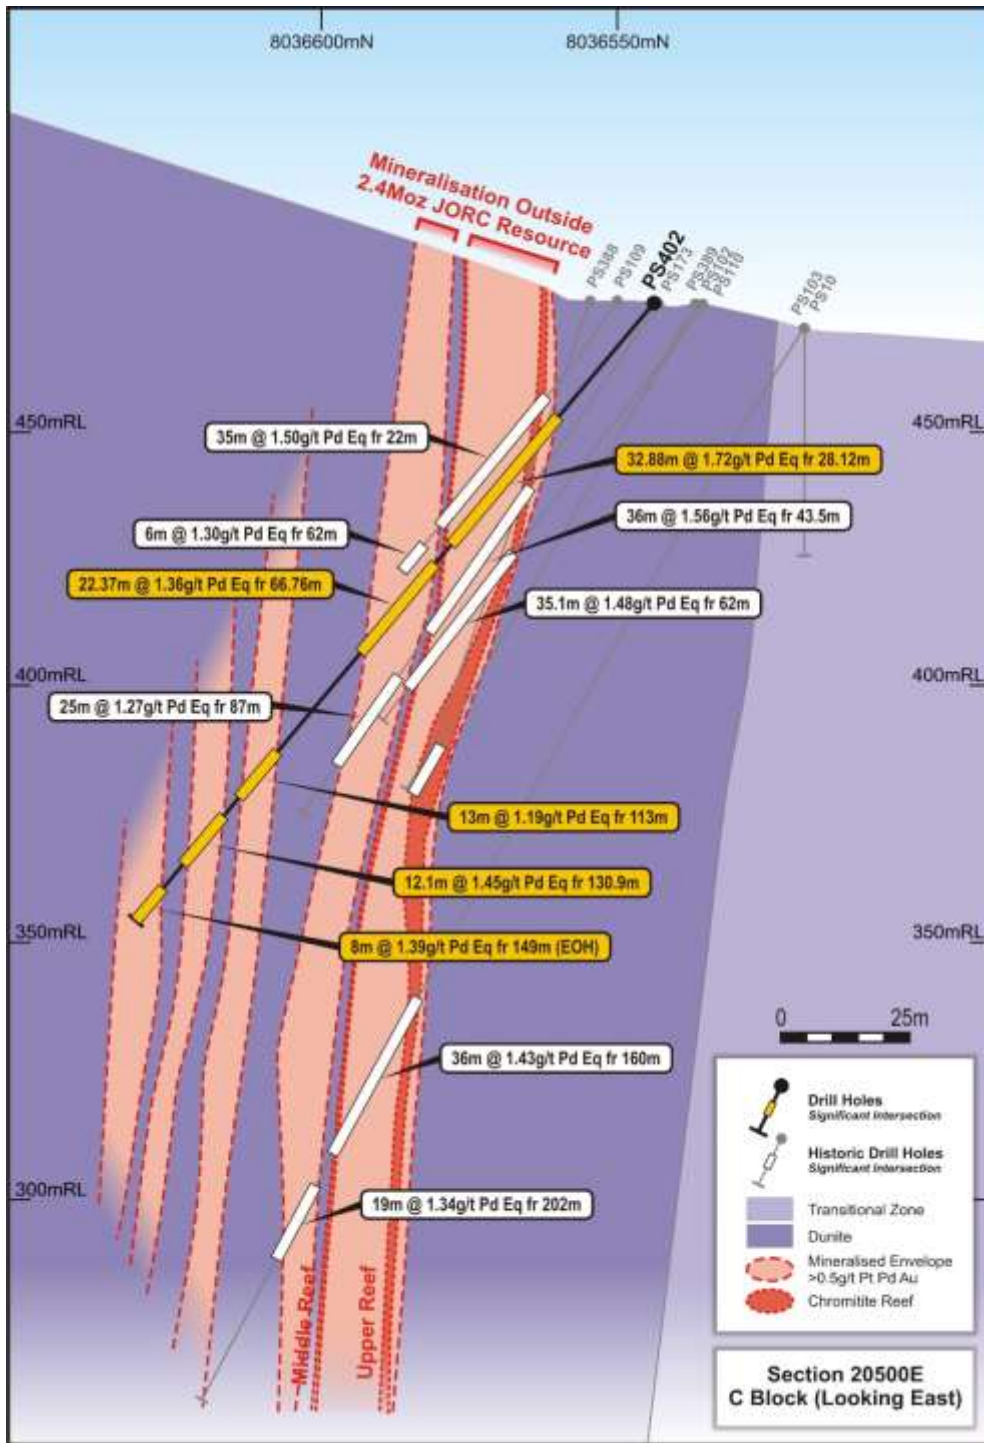 8036600mN
8036550mN
Mineralisation Outside
2.4Moz JORC Resource
PS388
PS109
PS402
PS173
PS389
PS102
PS110
PS103
PS10
450mRL
450mRL
35m @ 1.50g/t Pd Eq fr 22m
32.88m @ 1.72g/t Pd Eq fr 28.12m
36m @ 1.56g/t Pd Eq fr 43.5m
6m @ 1.30g/t Pd Eq fr 62m
22.37m @ 1.36g/t Pd Eq fr 66.76m
35.1m @ 1.48g/t Pd Eq fr 62m
400mRL
400mRL
25m @ 1.27g/t Pd Eq fr 87m
13m @ 1.19g/t Pd Eq fr 113m
12.1m @ 1.45g/t Pd Eq fr 130.9m
350mRL
350mRL
8m @ 1.39g/t Pd Eq fr 149m (EOH)
0 25m
36m @ 1.43g/t Pd Eq fr 160m
Drill Holes
Significant Intersection
Historic Drill Holes
Significant Intersection
300mRL
19m @ 1.34g/t Pd Eq fr 202m
Transitional Zone
Dunite
Mineralised Envelope
>0.5g/t Pt Pd Au
Chromitite Reef
Middle Reef
Upper Reef
Section 20500E
C Block (Looking East)